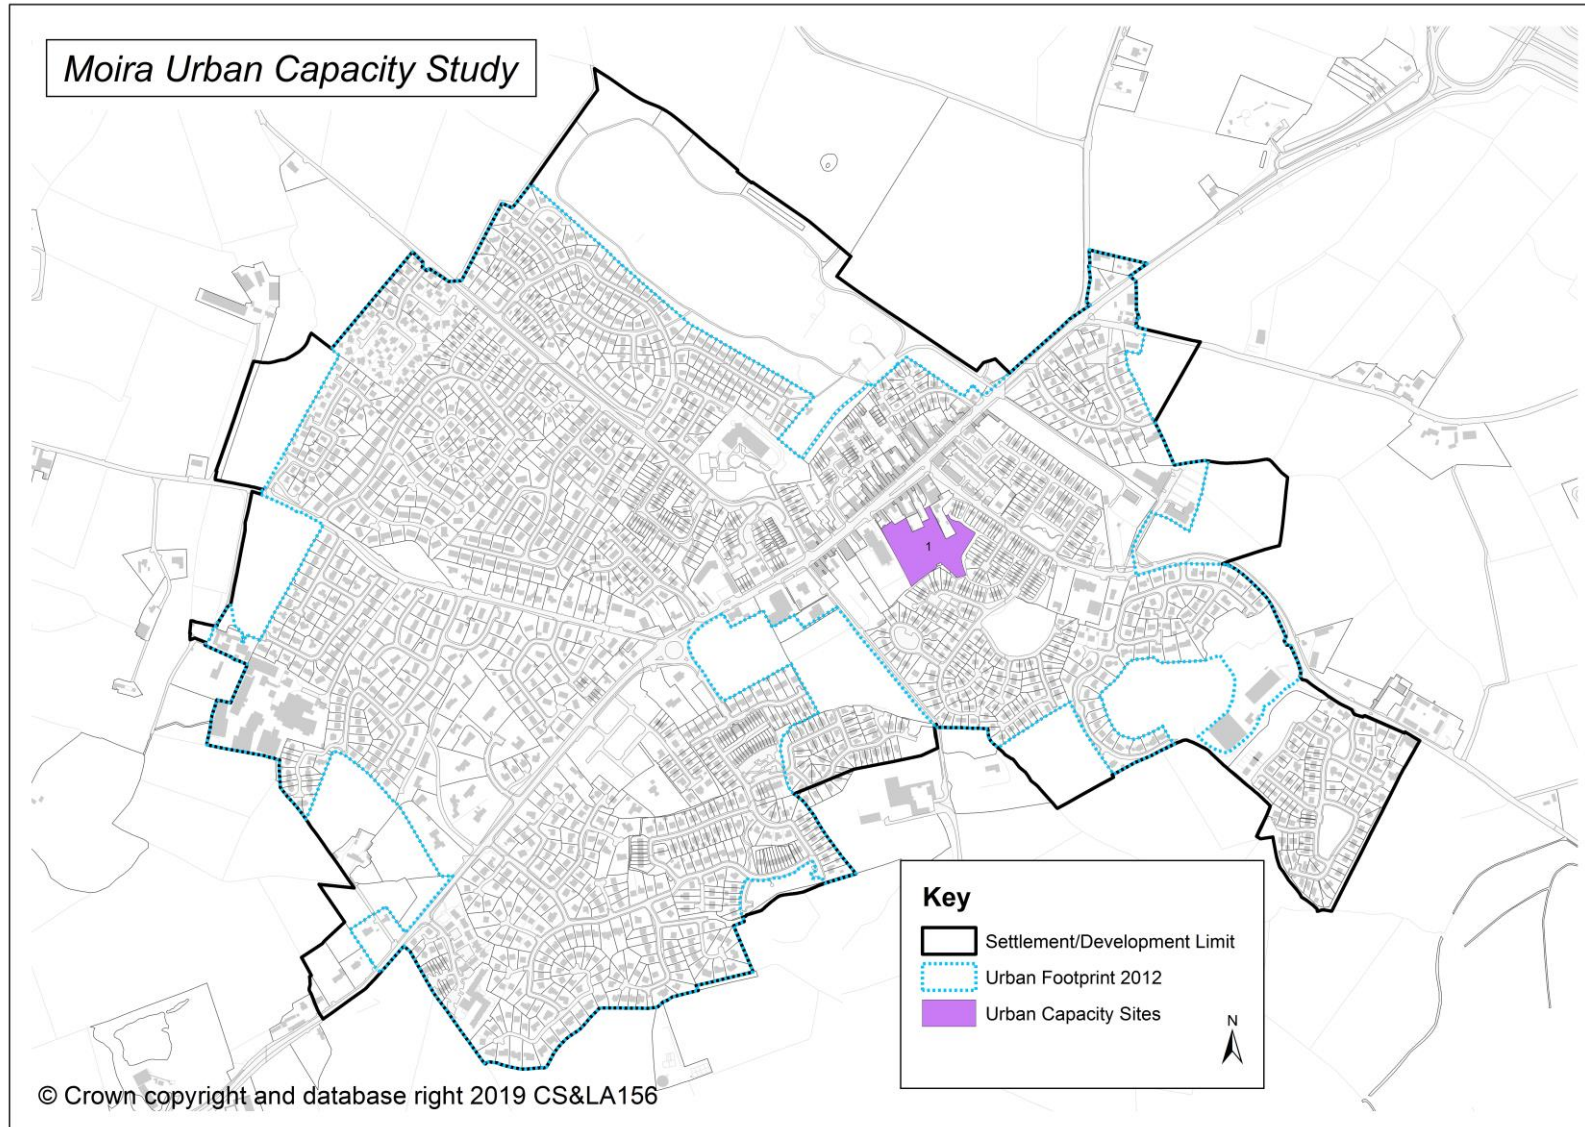 Moira Urban Capacity Study
1
Key
Settlement/Development Limit
Urban Footprint 2012
Urban Capacity Sites
N
© Crown copyright and database right 2019 CS&LA156